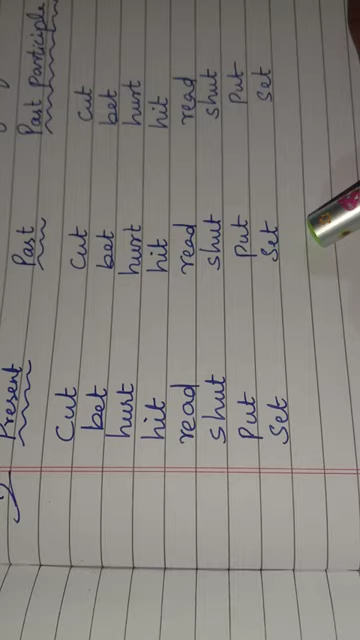 Present Past Past Participle
Cut cut cut
bet bet bet
hurt hurt hurt
hit hit hit
read read read
shut shut shut
Put Put Put
Set Set Set